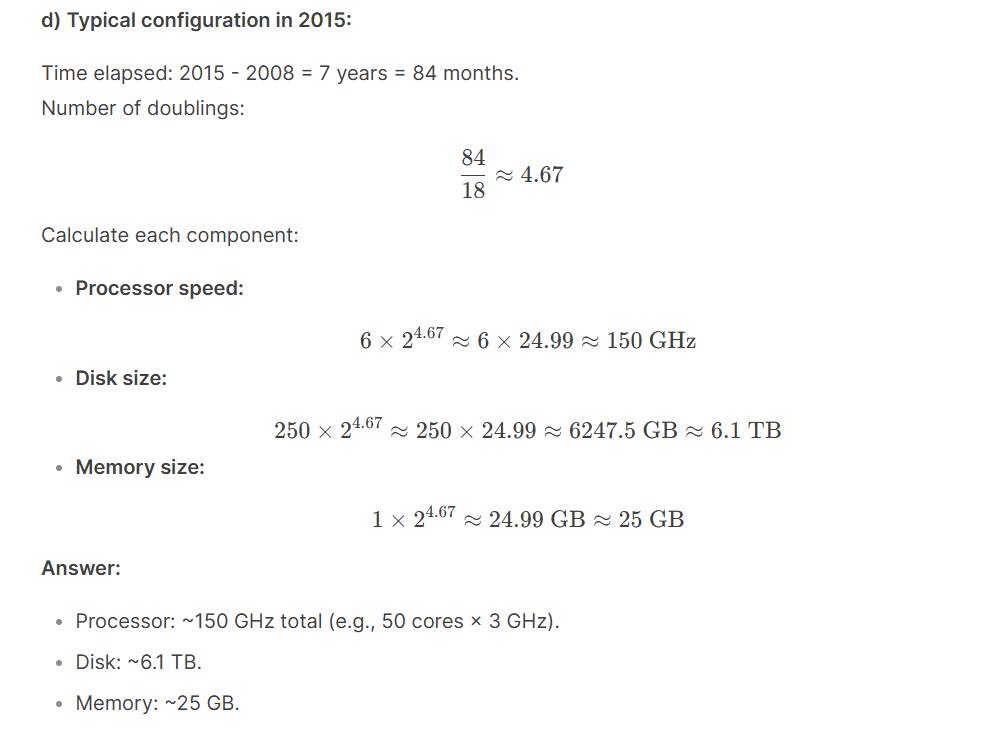 d) Typical configuration in 2015:
Time elapsed: 2015 - 2008 = 7 years = 84 months.
Number of doublings:
84/18 ≈ 4.67
Calculate each component:
• Processor speed:
6 × 2^4.67 ≈ 6 × 24.99 ≈ 150 GHz
• Disk size:
250 × 2^4.67 ≈ 250 × 24.99 ≈ 6247.5 GB ≈ 6.1 TB
• Memory size:
1 × 2^4.67 ≈ 24.99 GB ≈ 25 GB
Answer:
• Processor: ~150 GHz total (e.g., 50 cores × 3 GHz).
• Disk: ~6.1 TB.
• Memory: ~25 GB.